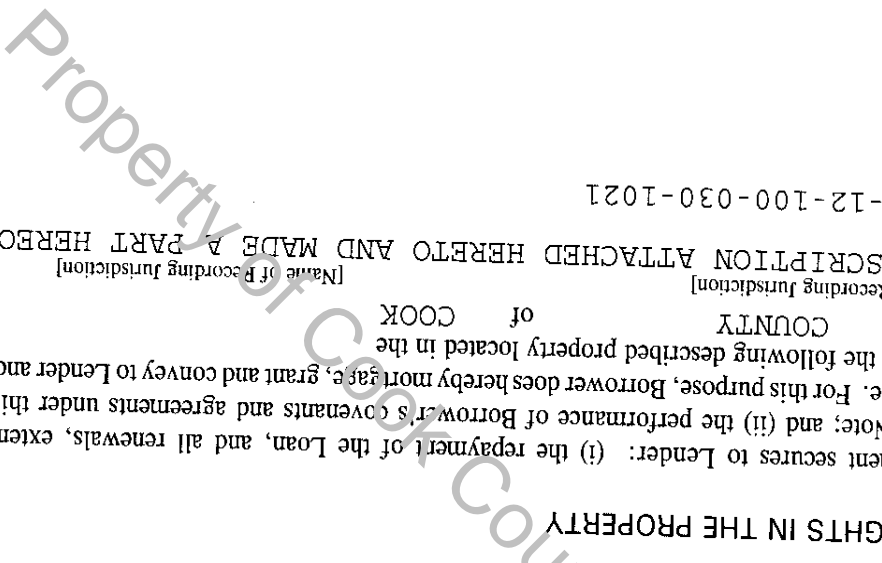 GHTS IN THE PROPERTY
ent secures to Lender: (i) the repayment of the Loan, and all renewals, exten
Note; and (ii) the performance of Borrower's covenants and agreements under thi
e. For this purpose, Borrower does hereby mortgage, grant and convey to Lender and
the following described property located in the
COUNTY of COOK
Recording Jurisdiction] [Name of Recording Jurisdiction]
SCRIPTION ATTACHED HERETO AND MADE A PART HEREO
-12-100-030-1021
Property of Cook Cou